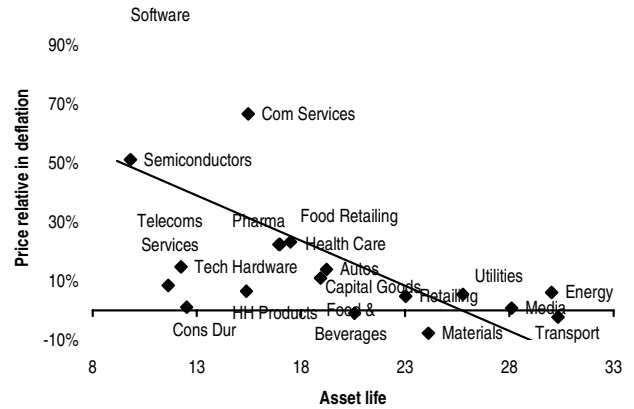 Software
90%
70%
Com Services
50%
Semiconductors
Price relative in deflation
30%
Telecoms
Services
Pharma
Food Retailing
Health Care
Tech Hardware
Autos
Utilities
10%
Capital Goods
Retailing
Energy
HH Products
Food &
Beverages
Media
-10%
Cons Dur
Materials
Transport
8
13
18
23
28
33
Asset life